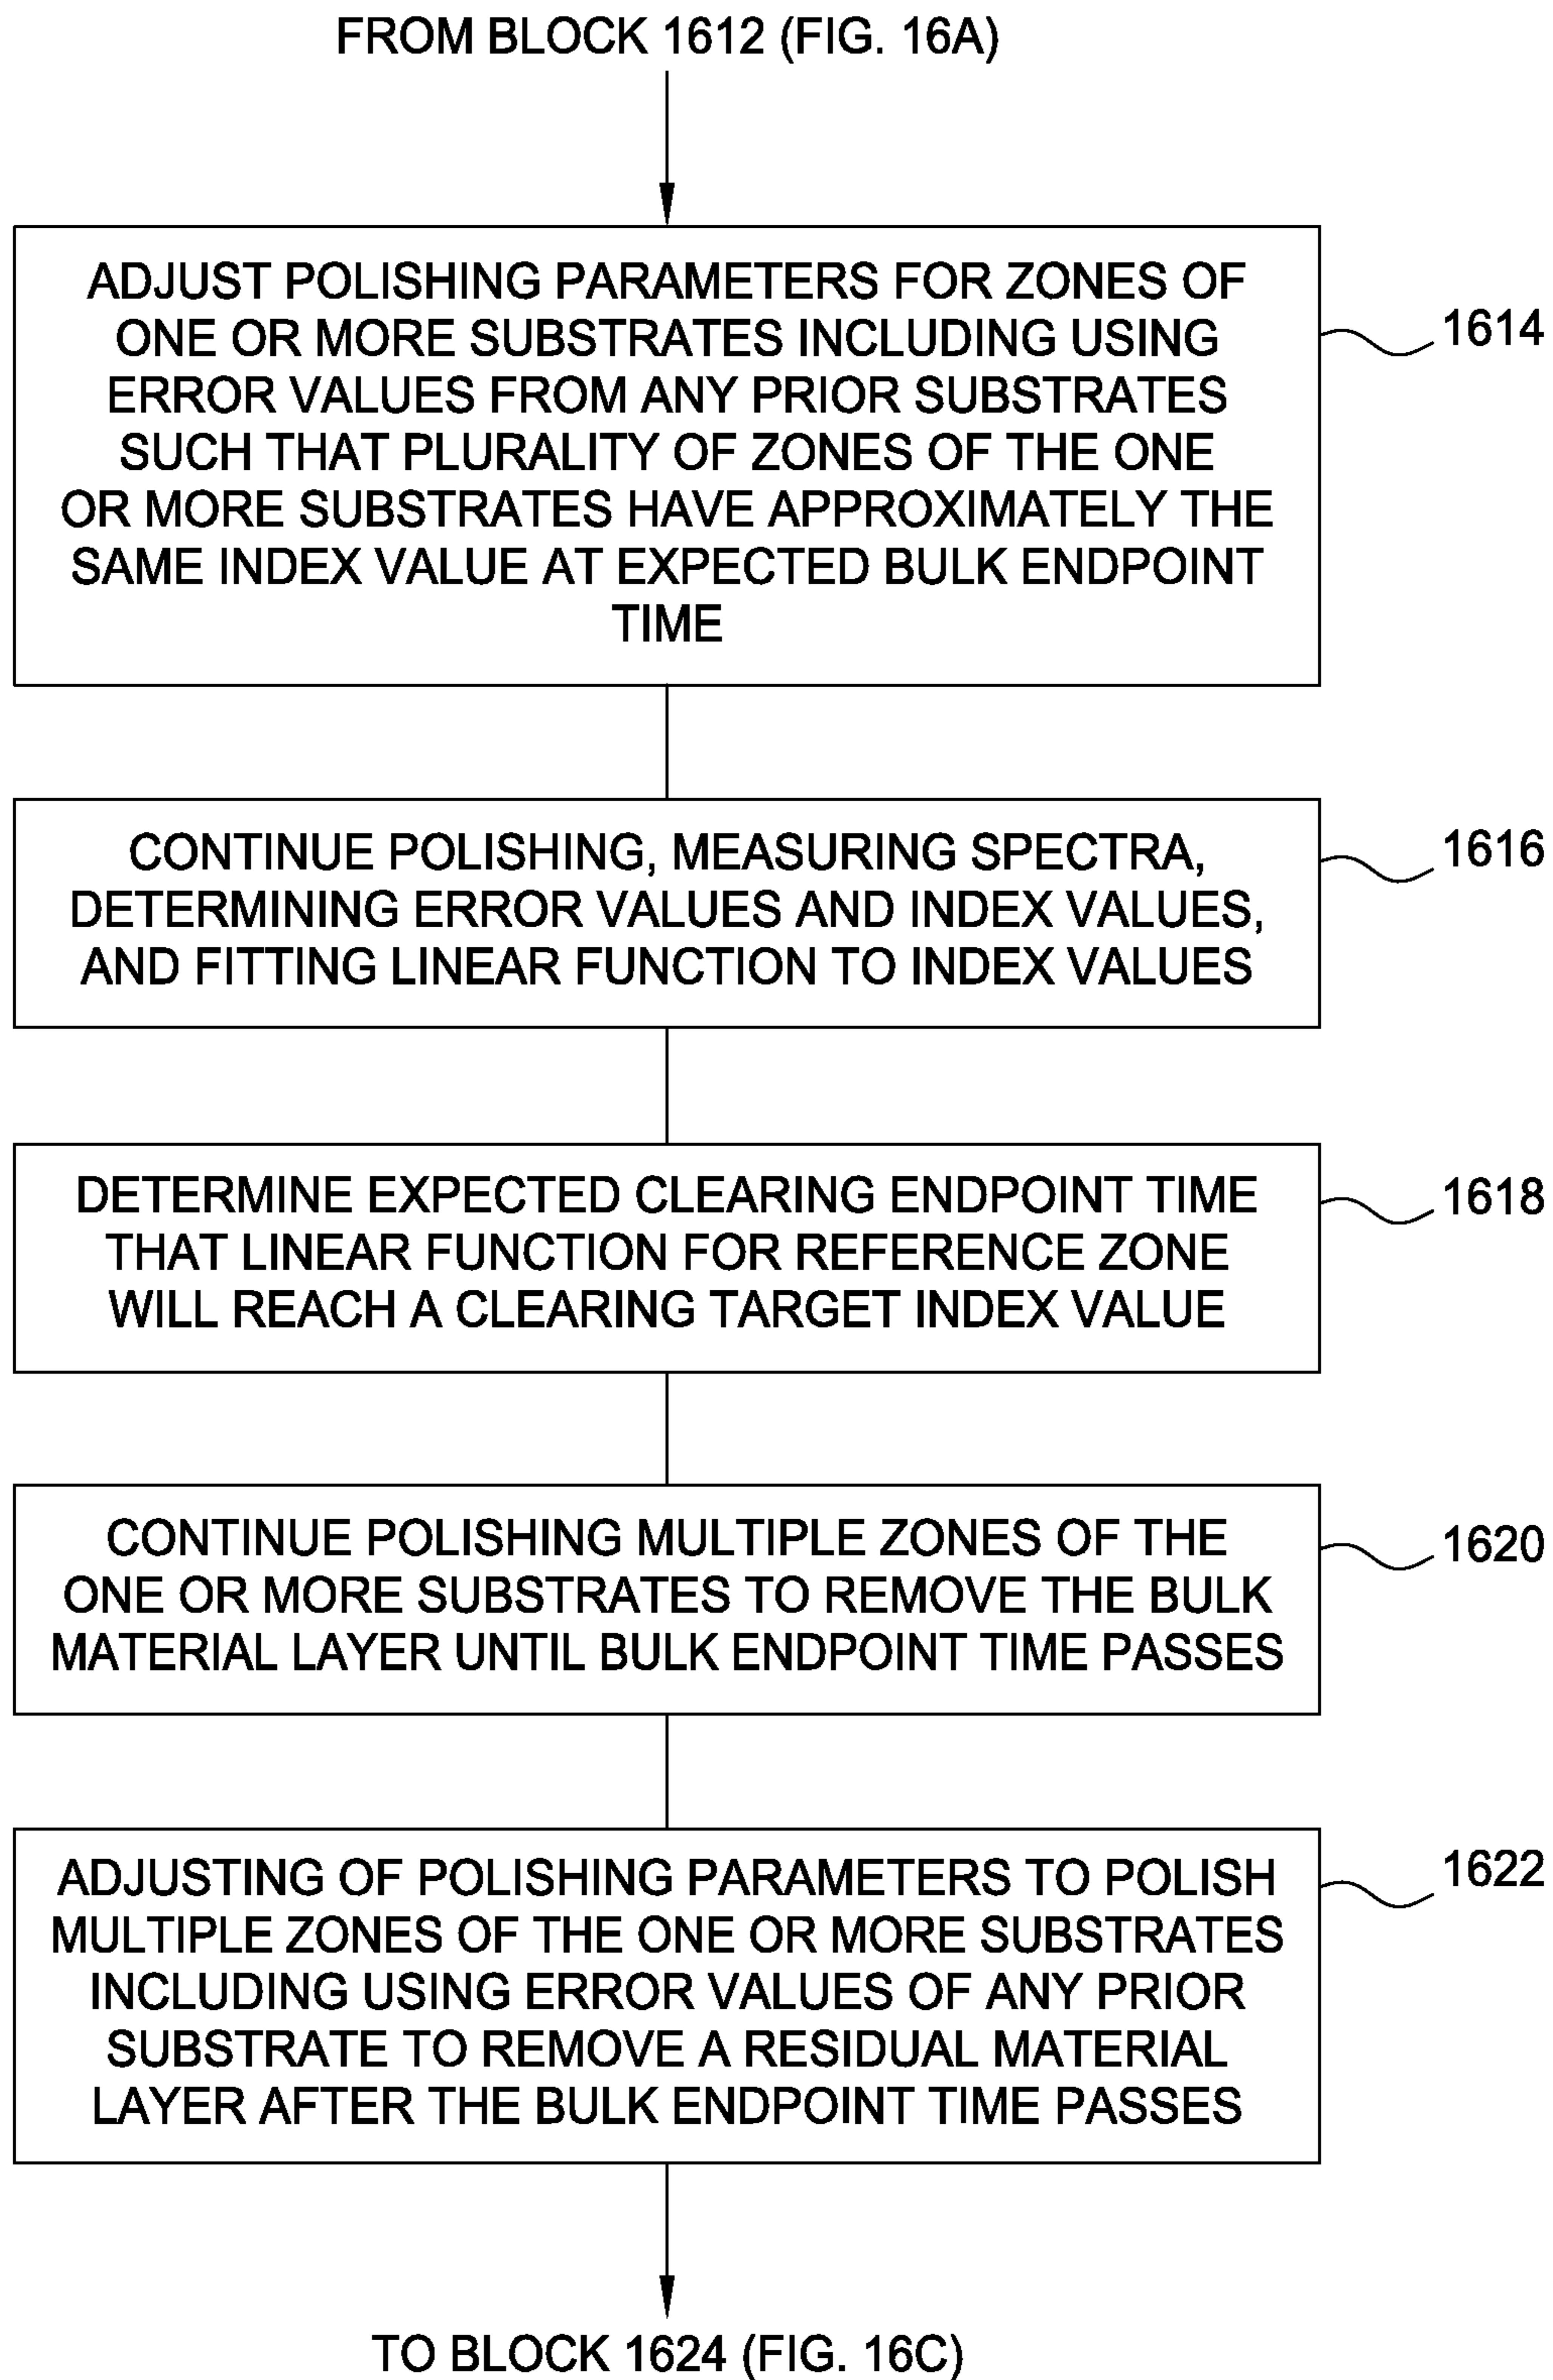 FROM BLOCK 1612 (FIG. 16A)
ADJUST POLISHING PARAMETERS FOR ZONES OF
ONE OR MORE SUBSTRATES INCLUDING USING
ERROR VALUES FROM ANY PRIOR SUBSTRATES
SUCH THAT PLURALITY OF ZONES OF THE ONE
OR MORE SUBSTRATES HAVE APPROXIMATELY THE
SAME INDEX VALUE AT EXPECTED BULK ENDPOINT
TIME
1614
CONTINUE POLISHING, MEASURING SPECTRA,
DETERMINING ERROR VALUES AND INDEX VALUES,
AND FITTING LINEAR FUNCTION TO INDEX VALUES
1616
DETERMINE EXPECTED CLEARING ENDPOINT TIME
THAT LINEAR FUNCTION FOR REFERENCE ZONE
WILL REACH A CLEARING TARGET INDEX VALUE
1618
CONTINUE POLISHING MULTIPLE ZONES OF THE
ONE OR MORE SUBSTRATES TO REMOVE THE BULK
MATERIAL LAYER UNTIL BULK ENDPOINT TIME PASSES
1620
ADJUSTING OF POLISHING PARAMETERS TO POLISH
MULTIPLE ZONES OF THE ONE OR MORE SUBSTRATES
INCLUDING USING ERROR VALUES OF ANY PRIOR
SUBSTRATE TO REMOVE A RESIDUAL MATERIAL
LAYER AFTER THE BULK ENDPOINT TIME PASSES
1622
TO BLOCK 1624 (FIG. 16C)